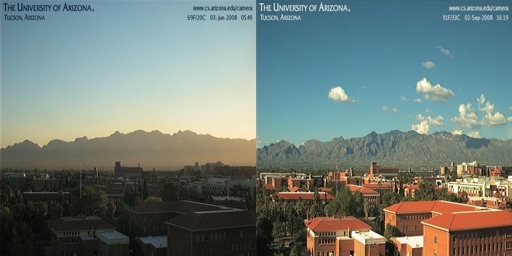 THE UNIVERSITY OF ARIZONA.
TUCSON, ARIZONA
www.cs.arizona.edu/camera
69F/20C 03-Jun-2008 05:49
THE UNIVERSITY OF ARIZONA.
TUCSON, ARIZONA
www.cs.arizona.edu/camera
91F/33C 02-Sep-2008 16:19